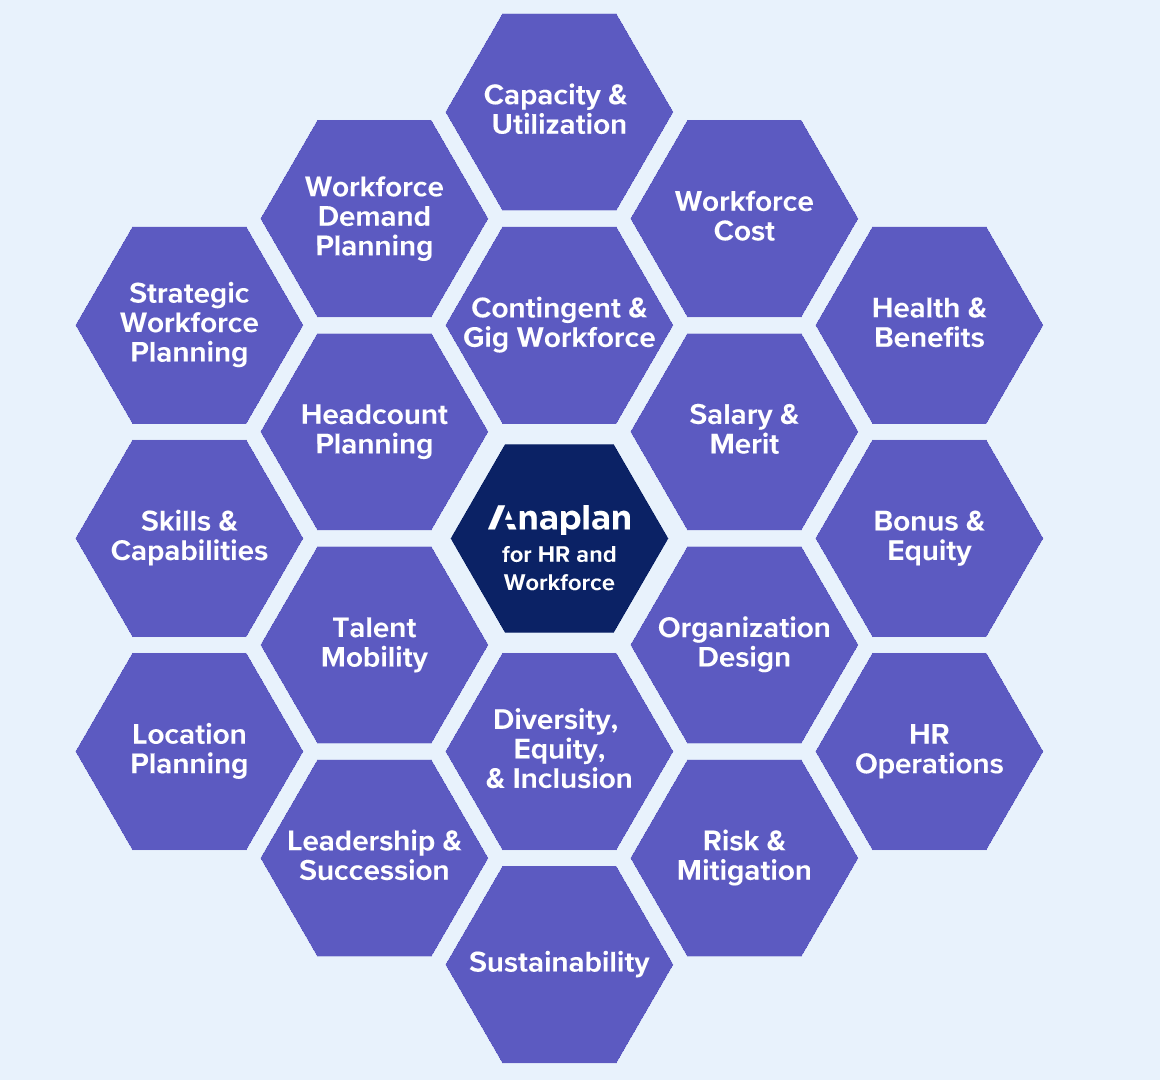 Capacity &
Utilization
Workforce
Demand
Planning
Workforce
Cost
Strategic
Workforce
Planning
Contingent &
Gig Workforce
Health &
Benefits
Headcount
Planning
Salary &
Merit
Skills &
Capabilities
Anaplan
for HR and
Workforce
Bonus &
Equity
Talent
Mobility
Organization
Design
Location
Planning
Diversity,
Equity,
& Inclusion
HR
Operations
Leadership &
Succession
Risk &
Mitigation
Sustainability